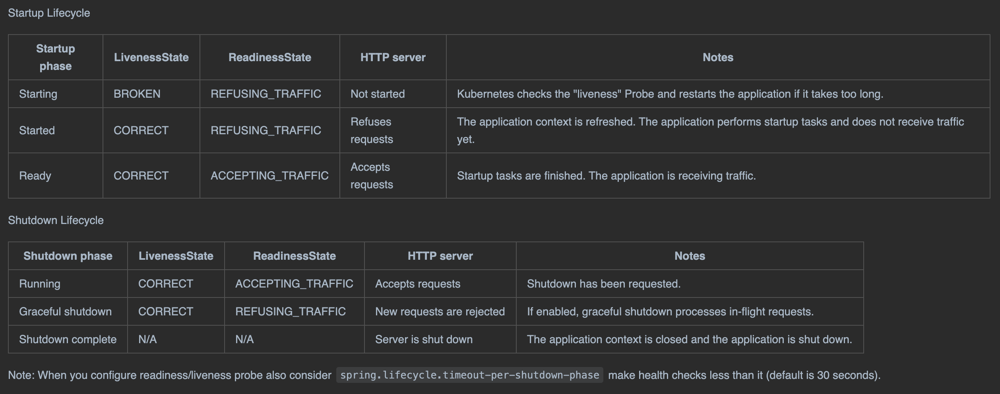 Startup Lifecycle
Startup phase LivenessState ReadinessState HTTP server Notes
Starting BROKEN REFUSING_TRAFFIC Not started Kubernetes checks the "liveness" Probe and restarts the application if it takes too long.
Started CORRECT REFUSING_TRAFFIC Refuses requests The application context is refreshed. The application performs startup tasks and does not receive traffic yet.
Ready CORRECT ACCEPTING_TRAFFIC Accepts requests Startup tasks are finished. The application is receiving traffic.
Shutdown Lifecycle
Shutdown phase LivenessState ReadinessState HTTP server Notes
Running CORRECT ACCEPTING_TRAFFIC Accepts requests Shutdown has been requested.
Graceful shutdown CORRECT REFUSING_TRAFFIC New requests are rejected If enabled, graceful shutdown processes in-flight requests.
Shutdown complete N/A N/A Server is shut down The application context is closed and the application is shut down.
Note: When you configure readiness/liveness probe also consider spring.lifecycle.timeout-per-shutdown-phase make health checks less than it (default is 30 seconds).